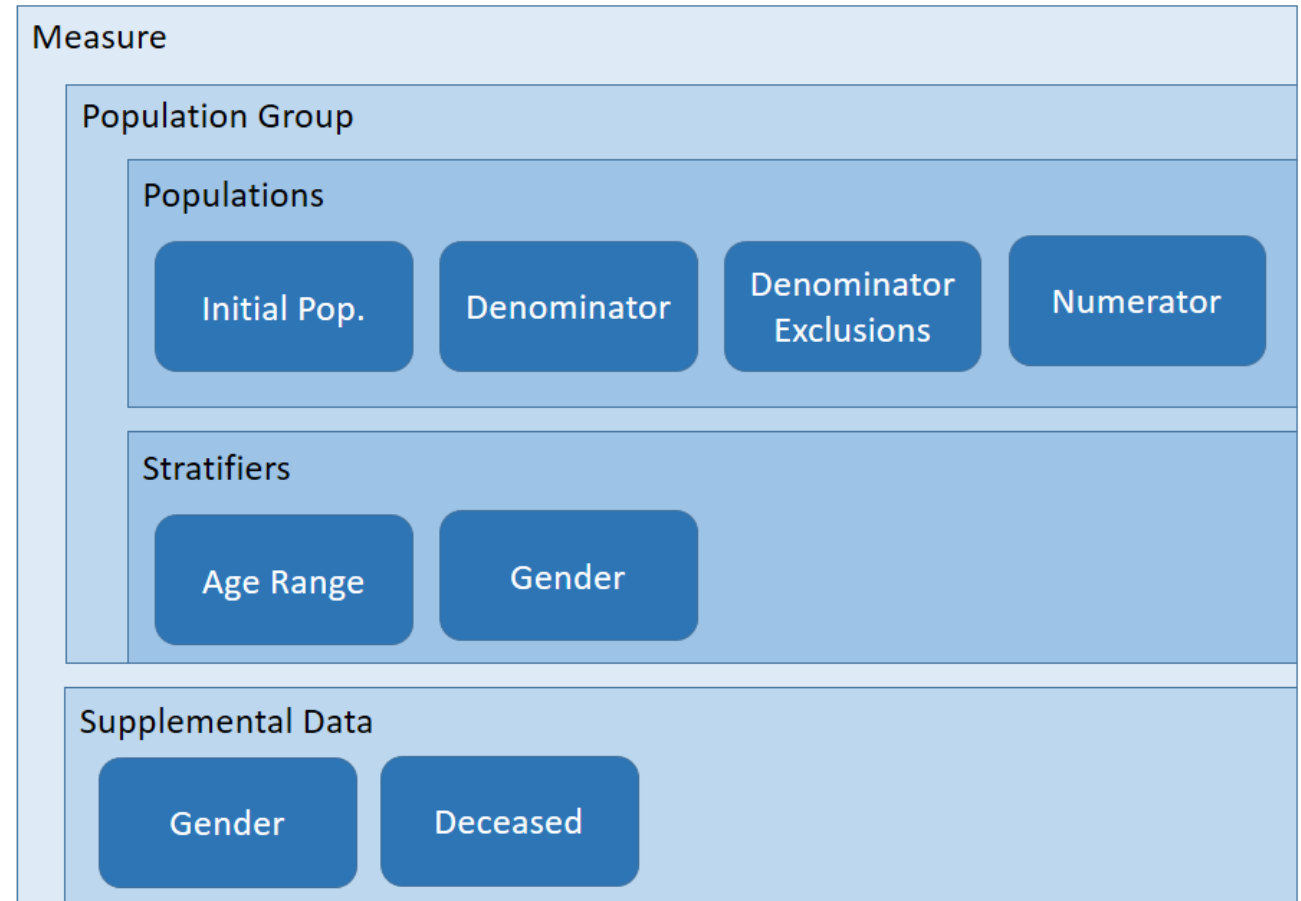 Measure
Population Group
Populations
Initial Pop.
Denominator
Denominator
Exclusions
Numerator
Stratifiers
Age Range
Gender
Supplemental Data
Gender
Deceased